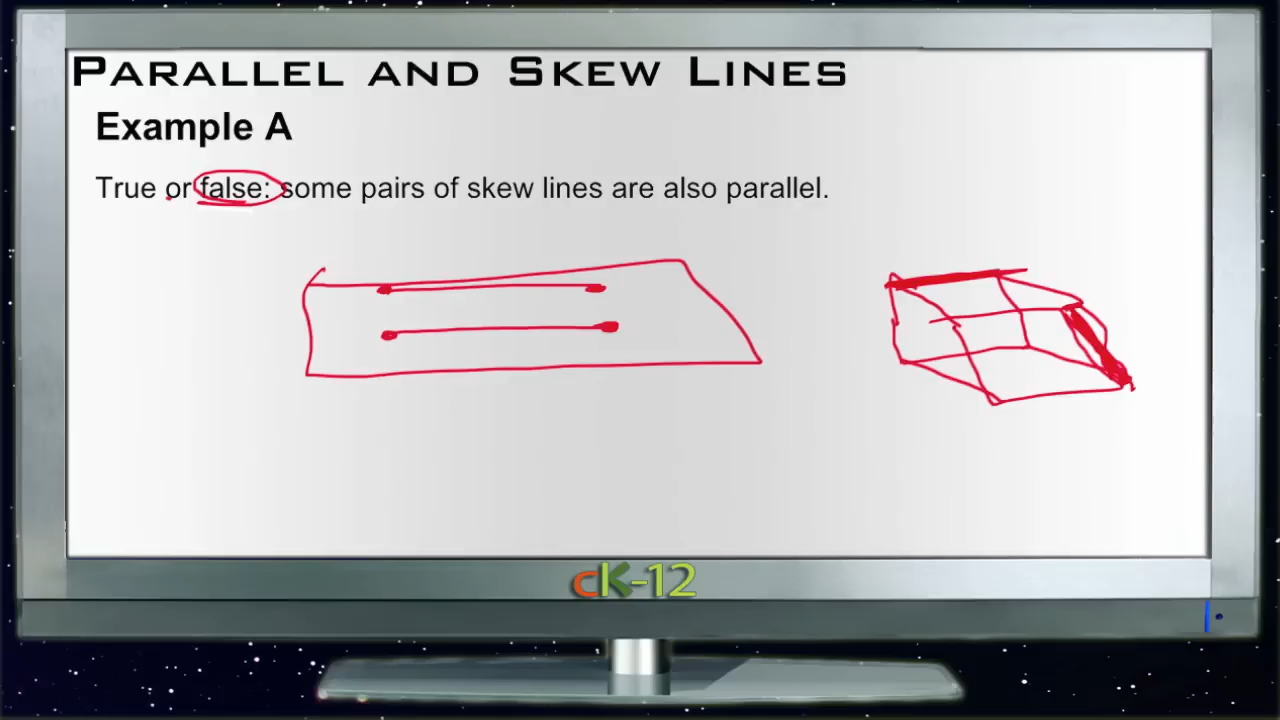 PARALLEL AND SKEW LINES
Example A
True or false: some pairs of skew lines are also parallel.
cK-12